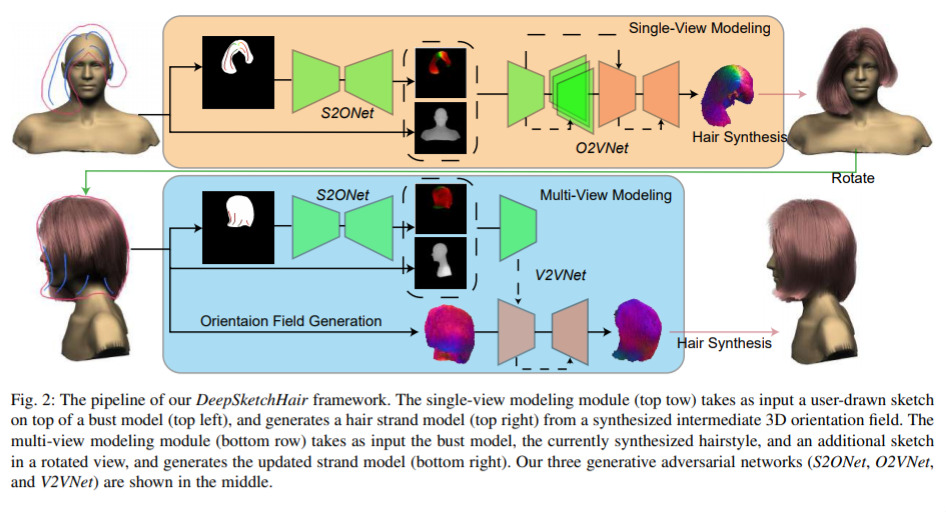 Single-View Modeling
S2ONet
O2VNet
Hair Synthesis
Rotate
S2ONet
Multi-View Modeling
V2VNet
Orientaion Field Generation
Hair Synthesis
Fig. 2: The pipeline of our DeepSketchHair framework. The single-view modeling module (top tow) takes as input a user-drawn sketch
on top of a bust model (top left), and generates a hair strand model (top right) from a synthesized intermediate 3D orientation field. The
multi-view modeling module (bottom row) takes as input the bust model, the currently synthesized hairstyle, and an additional sketch
in a rotated view, and generates the updated strand model (bottom right). Our three generative adversarial networks (S2ONet, O2VNet,
and V2VNet) are shown in the middle.